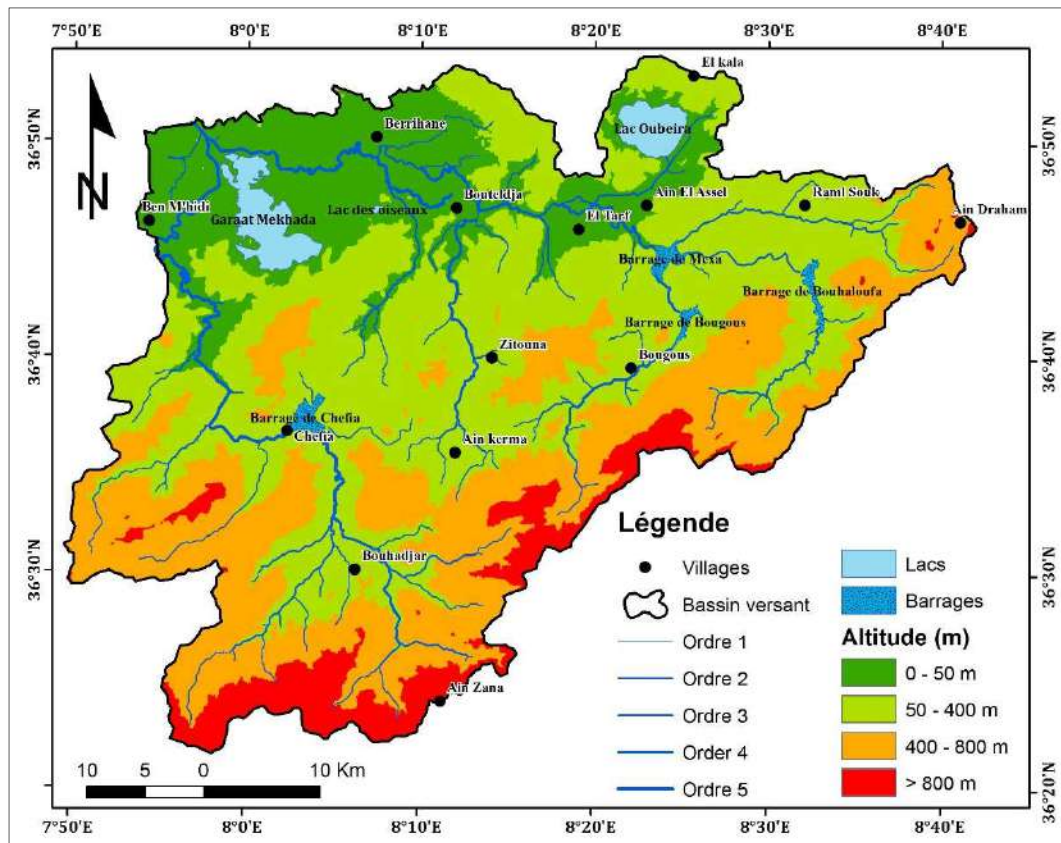 7°50'E 8°0'E 8°10'E 8°20'E 8°30'E 8°40'E
El kala
Lac Oubeira
36°50'N
Berrihane
36°50'N
N
Ben M'hidi
Garaat Mekhada
Lac des oiseaux
Bouteldja
Ain El Assel
Raml Souk
El Tarf
Ain Draham
Barrage de Mexa
Barrage de Bouhaloufa
Barrage de Bougous
36°40'N
Zitouna
Bougous
36°40'N
Barrage de Chefia
Chefia
Ain kerma
36°30'N
Bouhadjar
36°30'N
Ain Zana
Légende
Villages
Bassin versant
Ordre 1
Ordre 2
Ordre 3
Order 4
Ordre 5
Lacs
Barrages
Altitude (m)
0 - 50 m
50 - 400 m
400 - 800 m
> 800 m
10 5 0 10 Km
36°20'N
36°20'N
7°50'E 8°0'E 8°10'E 8°20'E 8°30'E 8°40'E